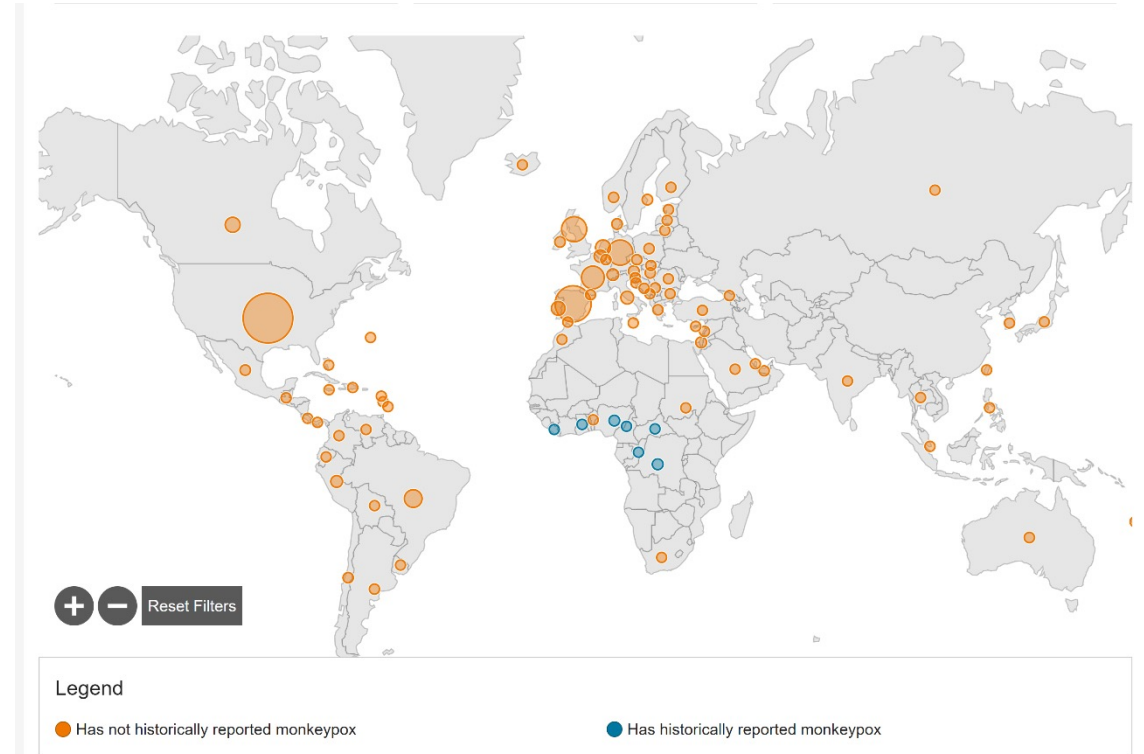 Reset Filters
Legend
Has not historically reported monkeypox
Has historically reported monkeypox